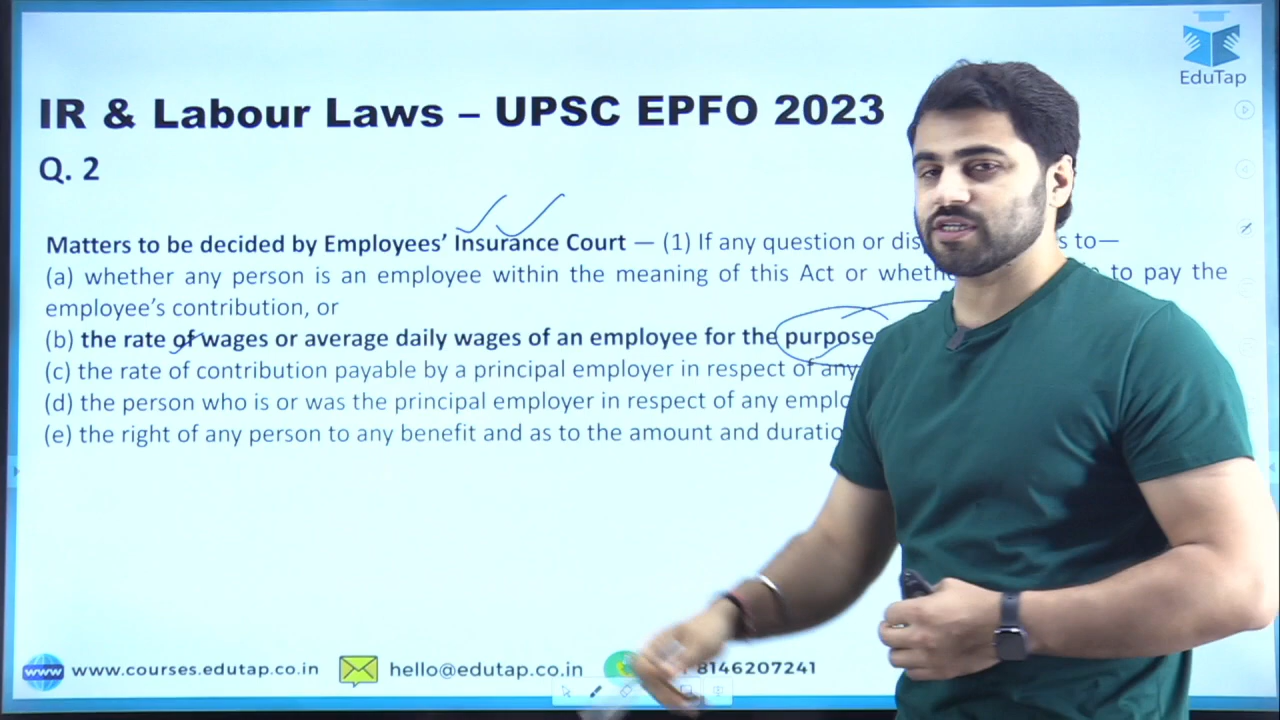 EduTap
IR & Labour Laws – UPSC EPFO 2023
Q. 2
Matters to be decided by Employees' Insurance Court — (1) If any question or s to—
(a) whether any person is an employee within the meaning of this Act or to pay the
employee's contribution, or
(b) the rate of wages or average daily wages of an employee for the purpose
(c) the rate of contribution payable by a principal employer in respect of any
(d) the person who is or was the principal employer in respect of any
(e) the right of any person to any benefit and as to the amount and
www www.courses.edutap.co.in hello@edutap.co.in 8146207241